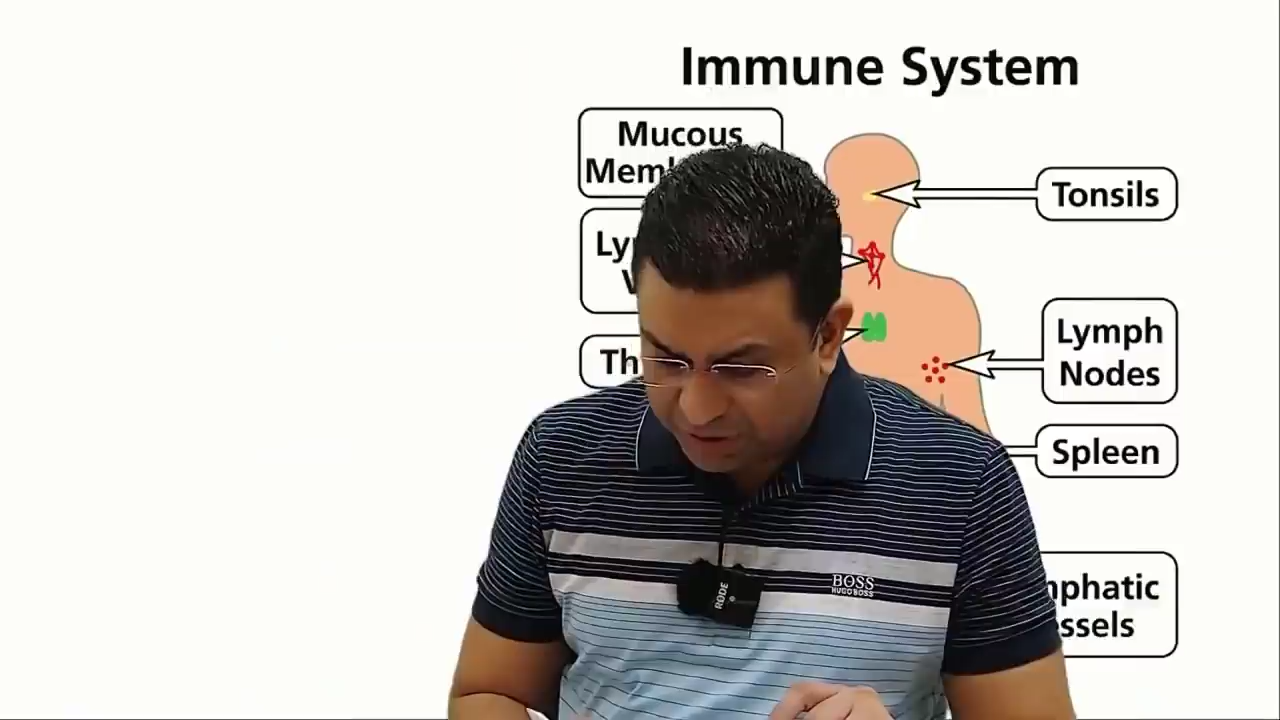 Immune System
Mucous
Tonsils
Lymph
Nodes
Spleen
BOSS
HUGO BOSS
RODE